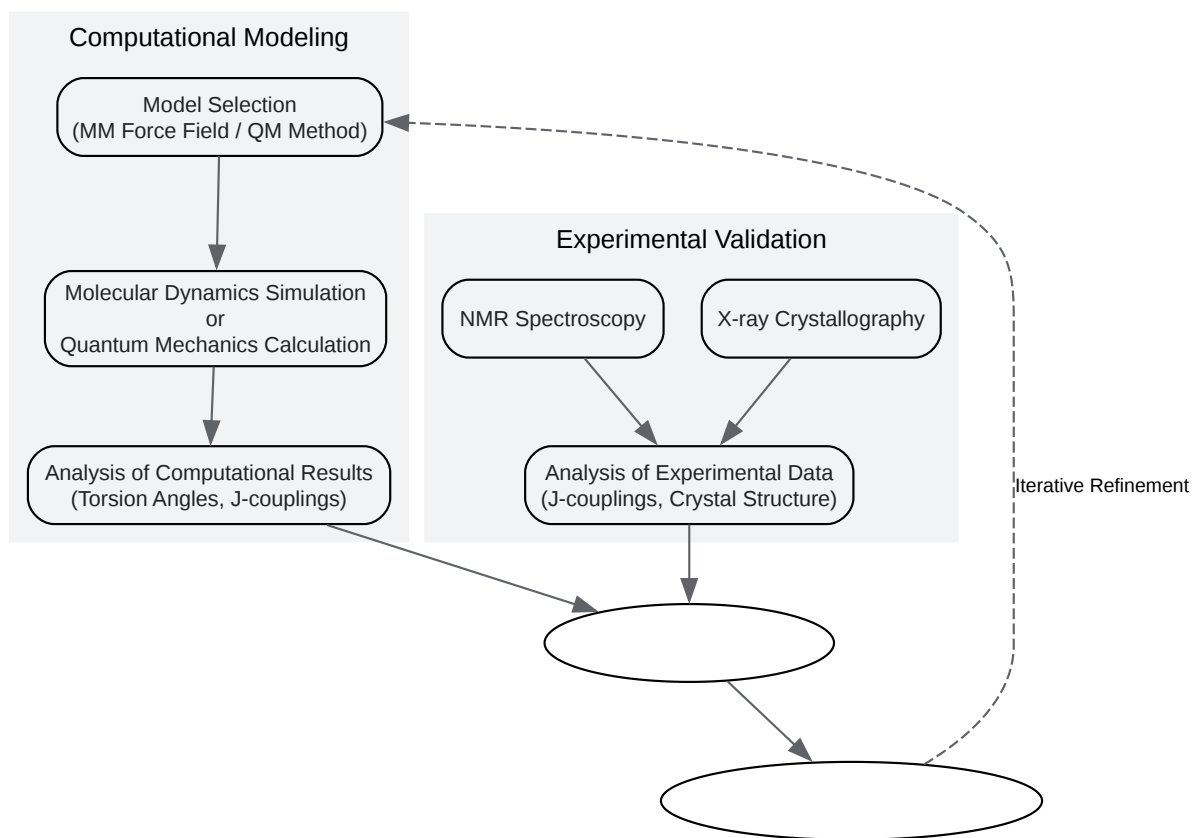 Computational Modeling
Model Selection
(MM Force Field / QM Method)
Molecular Dynamics Simulation
or
Quantum Mechanics Calculation
Analysis of Computational Results
(Torsion Angles, J-couplings)
Experimental Validation
NMR Spectroscopy
X-ray Crystallography
Analysis of Experimental Data
(J-couplings, Crystal Structure)
Iterative Refinement